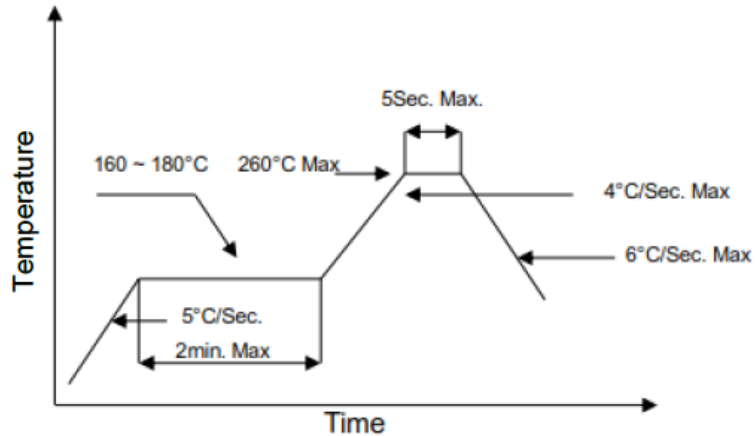 5Sec. Max.
160 ~ 180°C
260°C Max
4°C/Sec. Max
6°C/Sec. Max
5°C/Sec.
2min. Max
Temperature
Time